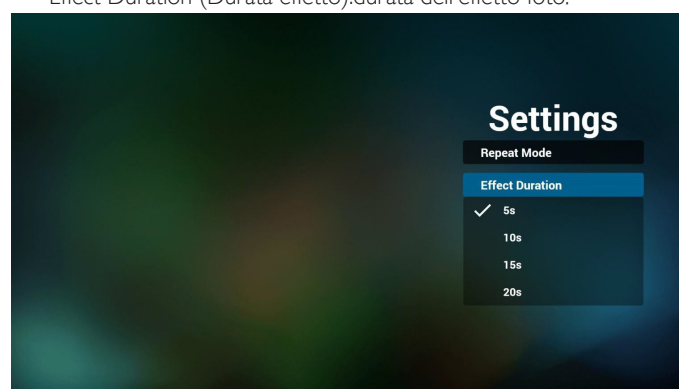 Effect Duration (Durata effetto):durata dell'effetto foto.
Settings
Repeat Mode
Effect Duration
5s
10s
15s
20s